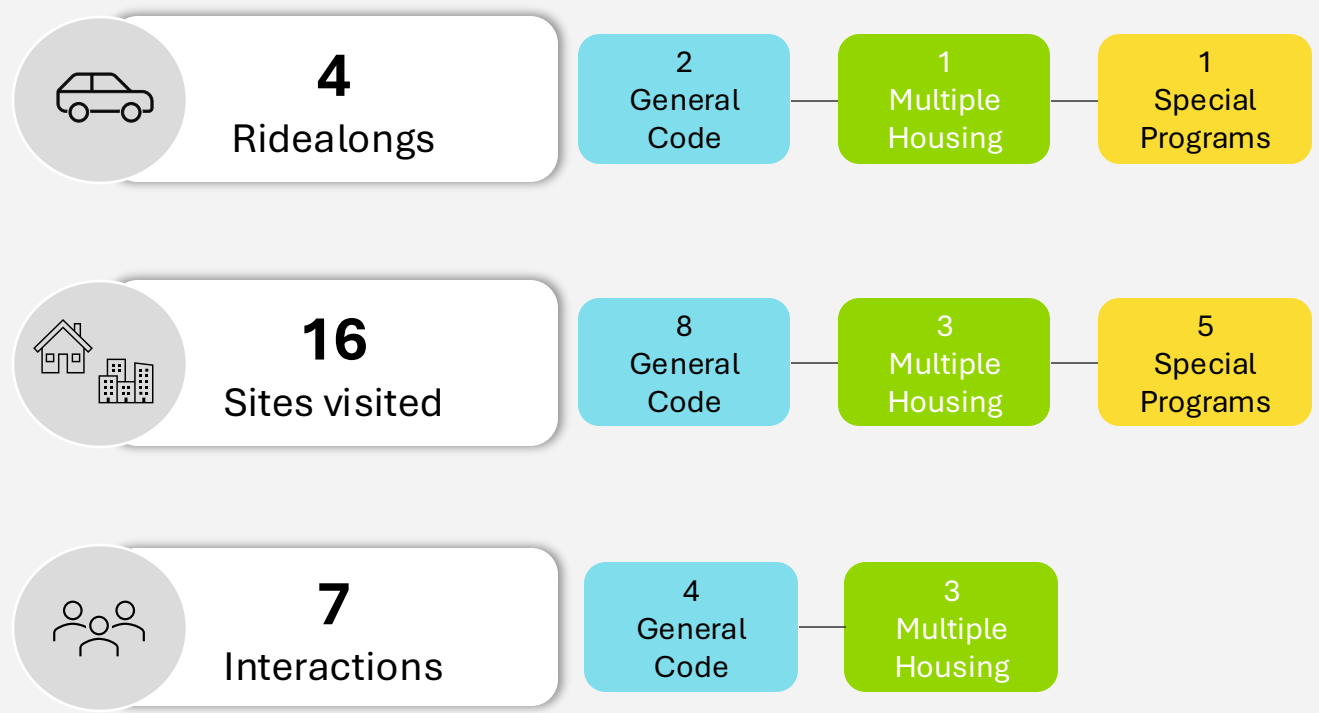 4
Ridealongs
2
General
Code
1
Multiple
Housing
1
Special
Programs
16
Sites visited
8
General
Code
3
Multiple
Housing
5
Special
Programs
7
Interactions
4
General
Code
3
Multiple
Housing